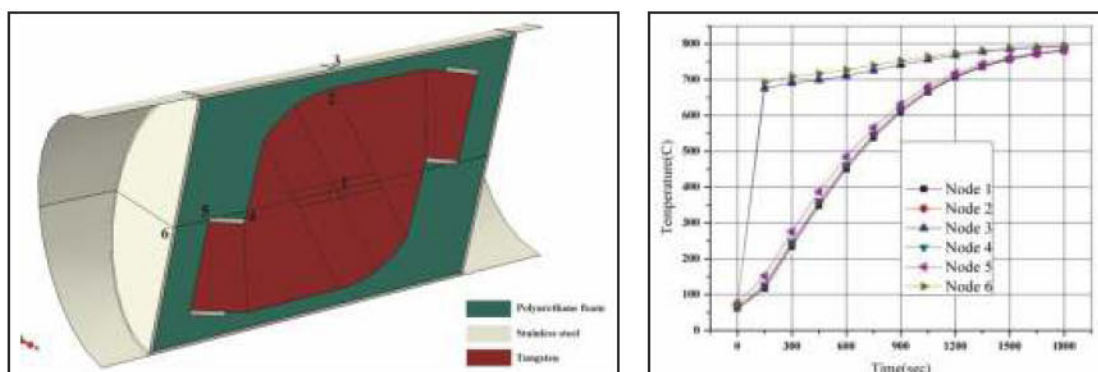 3
2
1
5
4
6
Polyurethane foam
Stainless steel
Tungsten
800
700
600
500
400
300
200
100
0
Temperature(C)
Node 1
Node 2
Node 3
Node 4
Node 5
Node 6
0 300 600 900 1200 1500 1800
Time(sec)